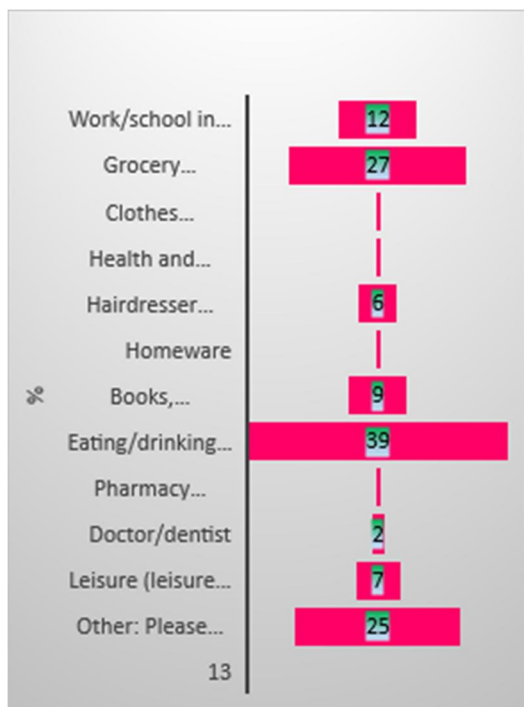 Work/school in... 12
Grocery... 27
Clothes...
Health and...
Hairdresser... 6
Homeware
% Books,... 9
Eating/drinking... 39
Pharmacy...
Doctor/dentist 2
Leisure (leisure... 7
Other: Please... 25
13